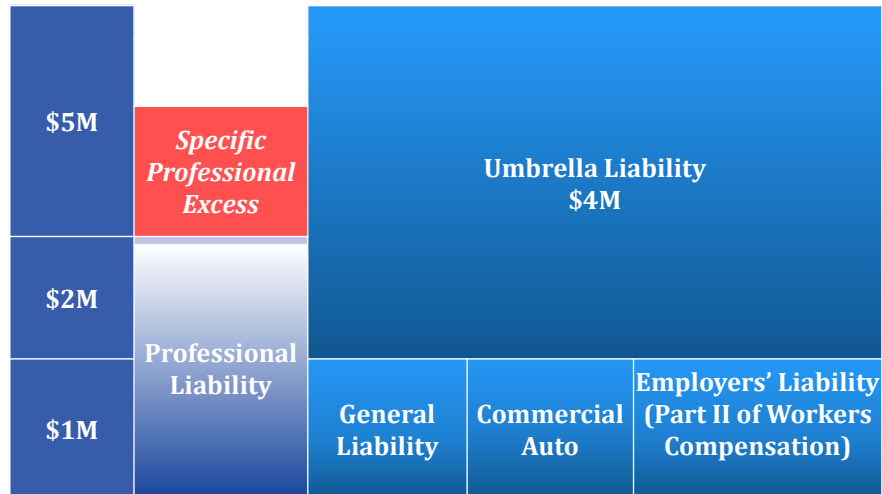 $5M
Specific
Professional
Excess
Umbrella Liability
$4M
$2M
Professional
Liability
$1M
General
Liability
Commercial
Auto
Employers’ Liability
(Part II of Workers
Compensation)